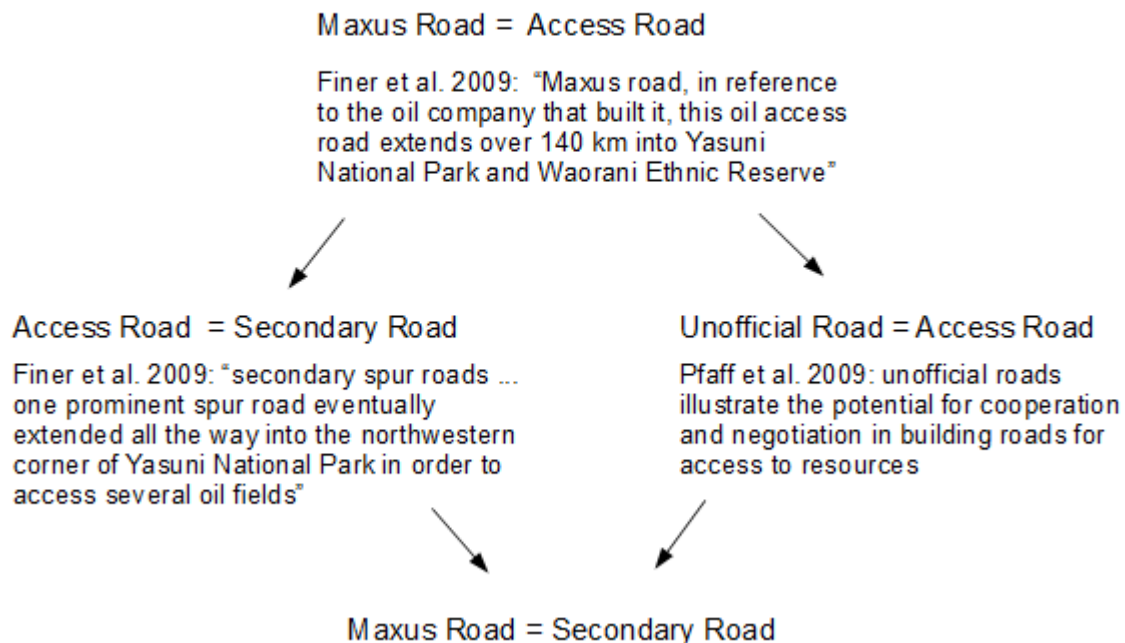 Maxus Road = Access Road
Finer et al. 2009: “Maxus road, in reference
to the oil company that built it, this oil access
road extends over 140 km into Yasuni
National Park and Waorani Ethnic Reserve”
Access Road = Secondary Road
Finer et al. 2009: “secondary spur roads ...
one prominent spur road eventually
extended all the way into the northwestern
corner of Yasuni National Park in order to
access several oil fields”
Unofficial Road = Access Road
Pfaff et al. 2009: unofficial roads
illustrate the potential for cooperation
and negotiation in building roads for
access to resources
Maxus Road = Secondary Road